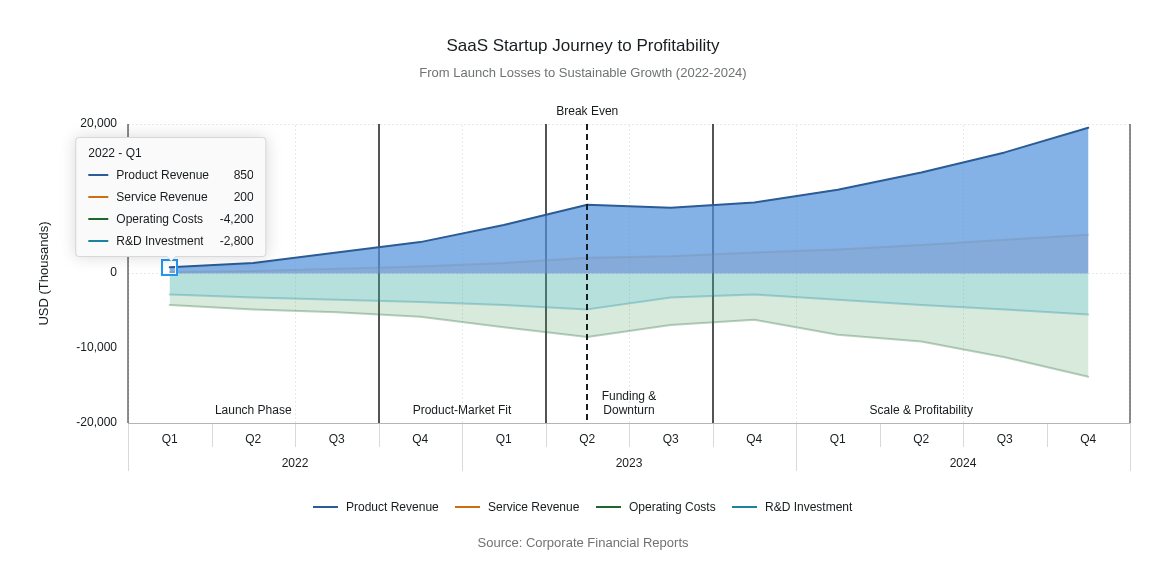 SaaS Startup Journey to Profitability
From Launch Losses to Sustainable Growth (2022-2024)
Break Even
20,000
2022 - Q1
Product Revenue 850
Service Revenue 200
Operating Costs -4,200
R&D Investment -2,800
USD (Thousands)
0
-10,000
Funding &
Downturn
Launch Phase
Product-Market Fit
Scale & Profitability
-20,000
Q1 Q2 Q3 Q4 Q1 Q2 Q3 Q4 Q1 Q2 Q3 Q4
2022 2023 2024
Product Revenue Service Revenue Operating Costs R&D Investment
Source: Corporate Financial Reports